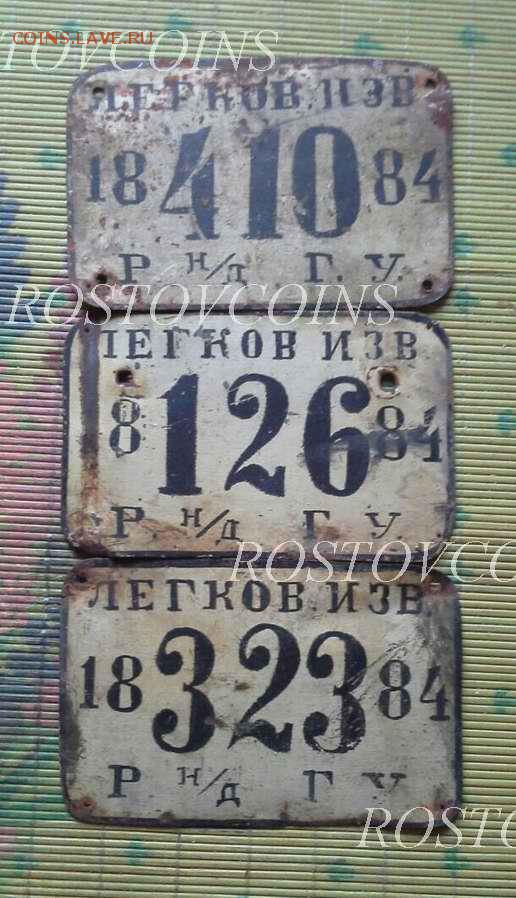 COINS.LAVE.RU
ROSTOVCOINS
ЛЕГКОВ. ИЗВ
18 410 84
Р н/д Г. У.
ROSTOVCOINS
ЛЕГКОВ ИЗВ
8 126 84
Р н/д Г У
ROSTOVCO
ЛЕГКОВ. ИЗВ
18 323 84
Р н/д Г У
ROSTOV